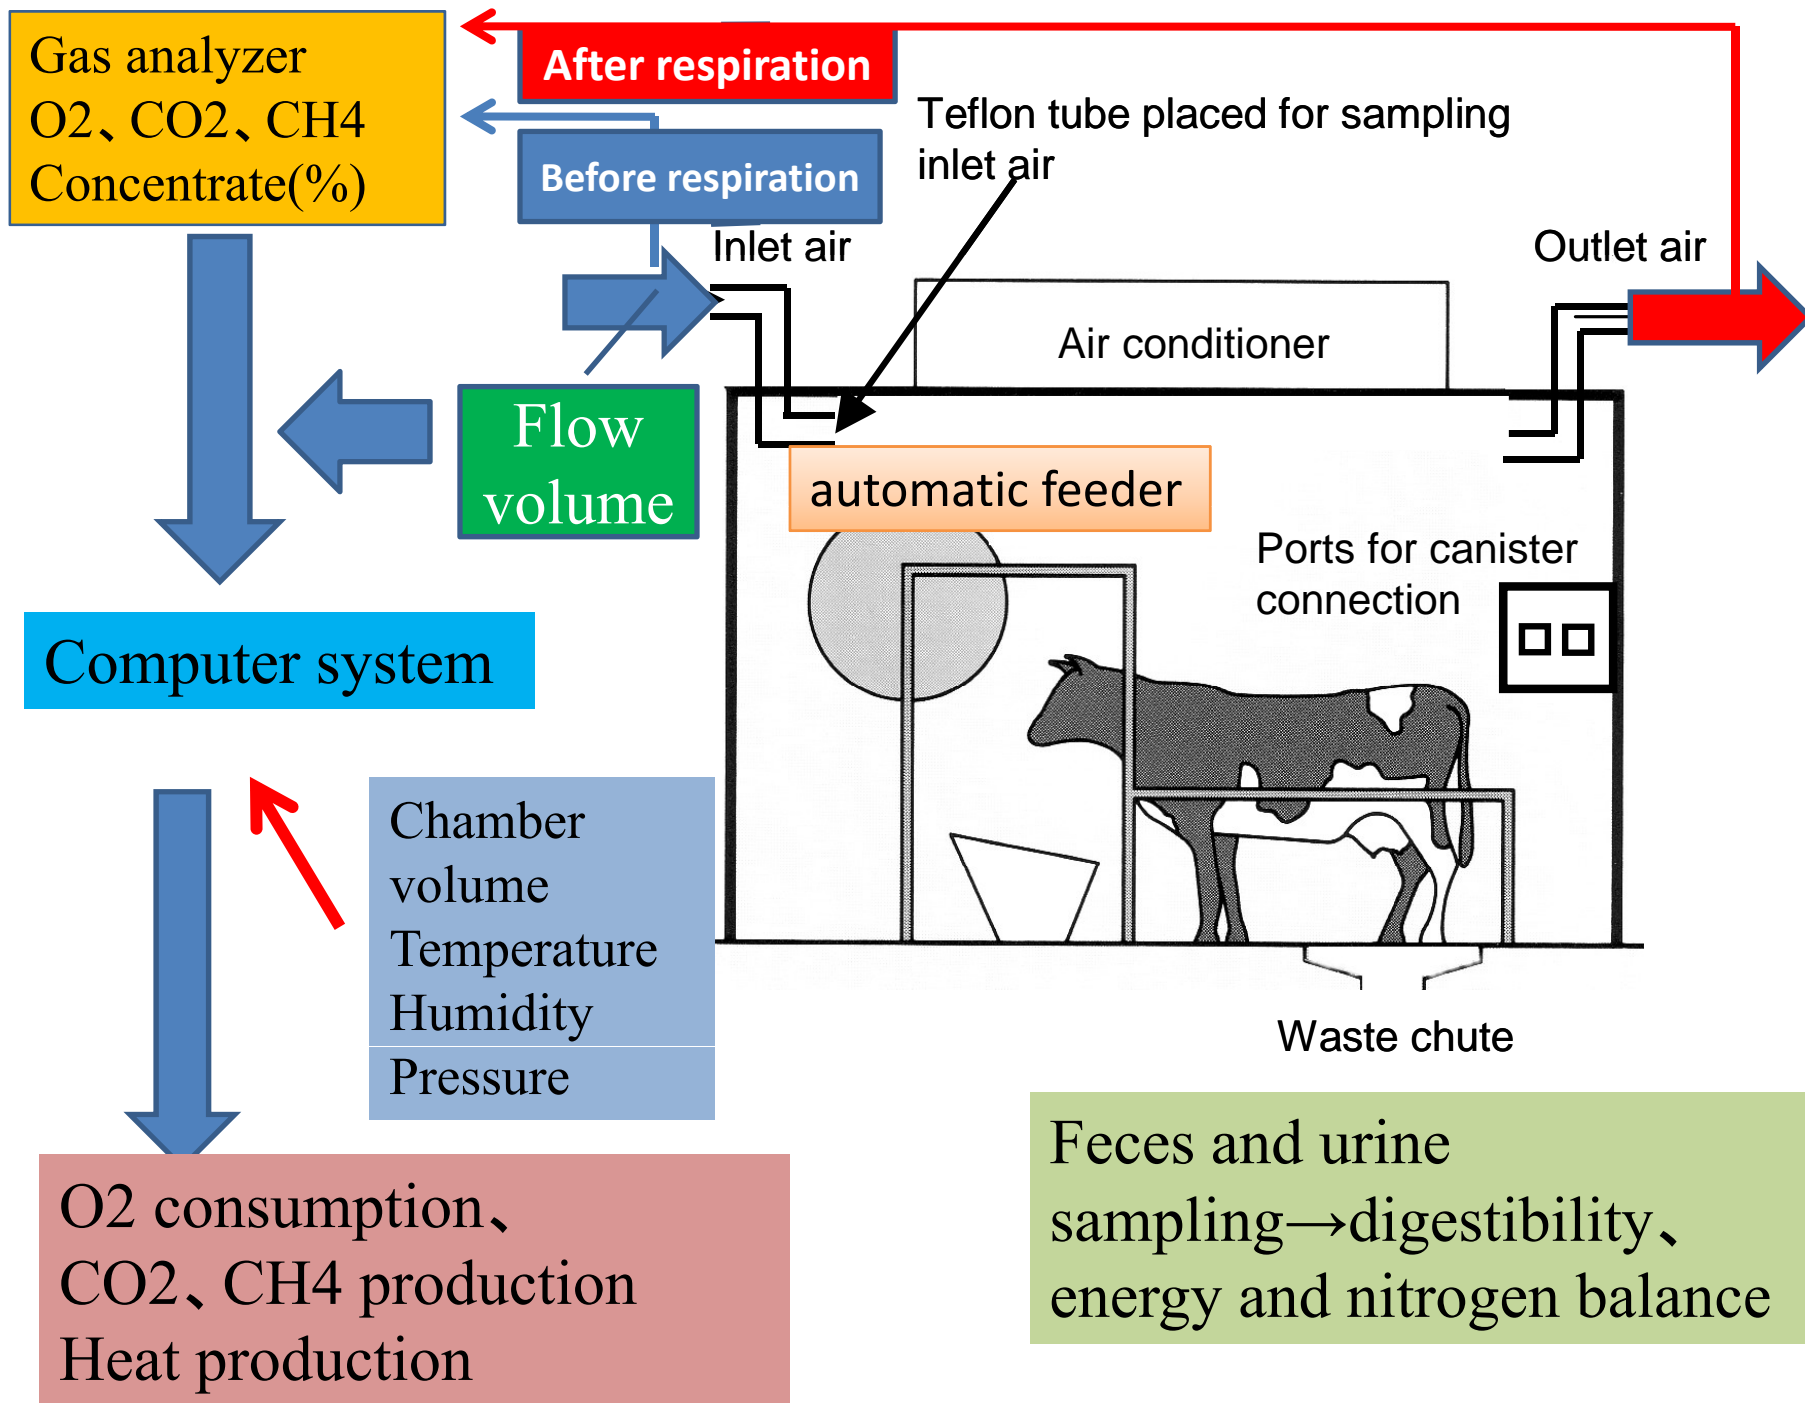 Gas analyzer
O2、CO2、CH4
Concentrate(%)
After respiration
Before respiration
Teflon tube placed for sampling
inlet air
Inlet air
Outlet air
Air conditioner
Flow
volume
automatic feeder
Ports for canister
connection
Computer system
Chamber
volume
Temperature
Humidity
Pressure
Waste chute
O2 consumption、
CO2、CH4 production
Heat production
Feces and urine
sampling→digestibility、
energy and nitrogen balance